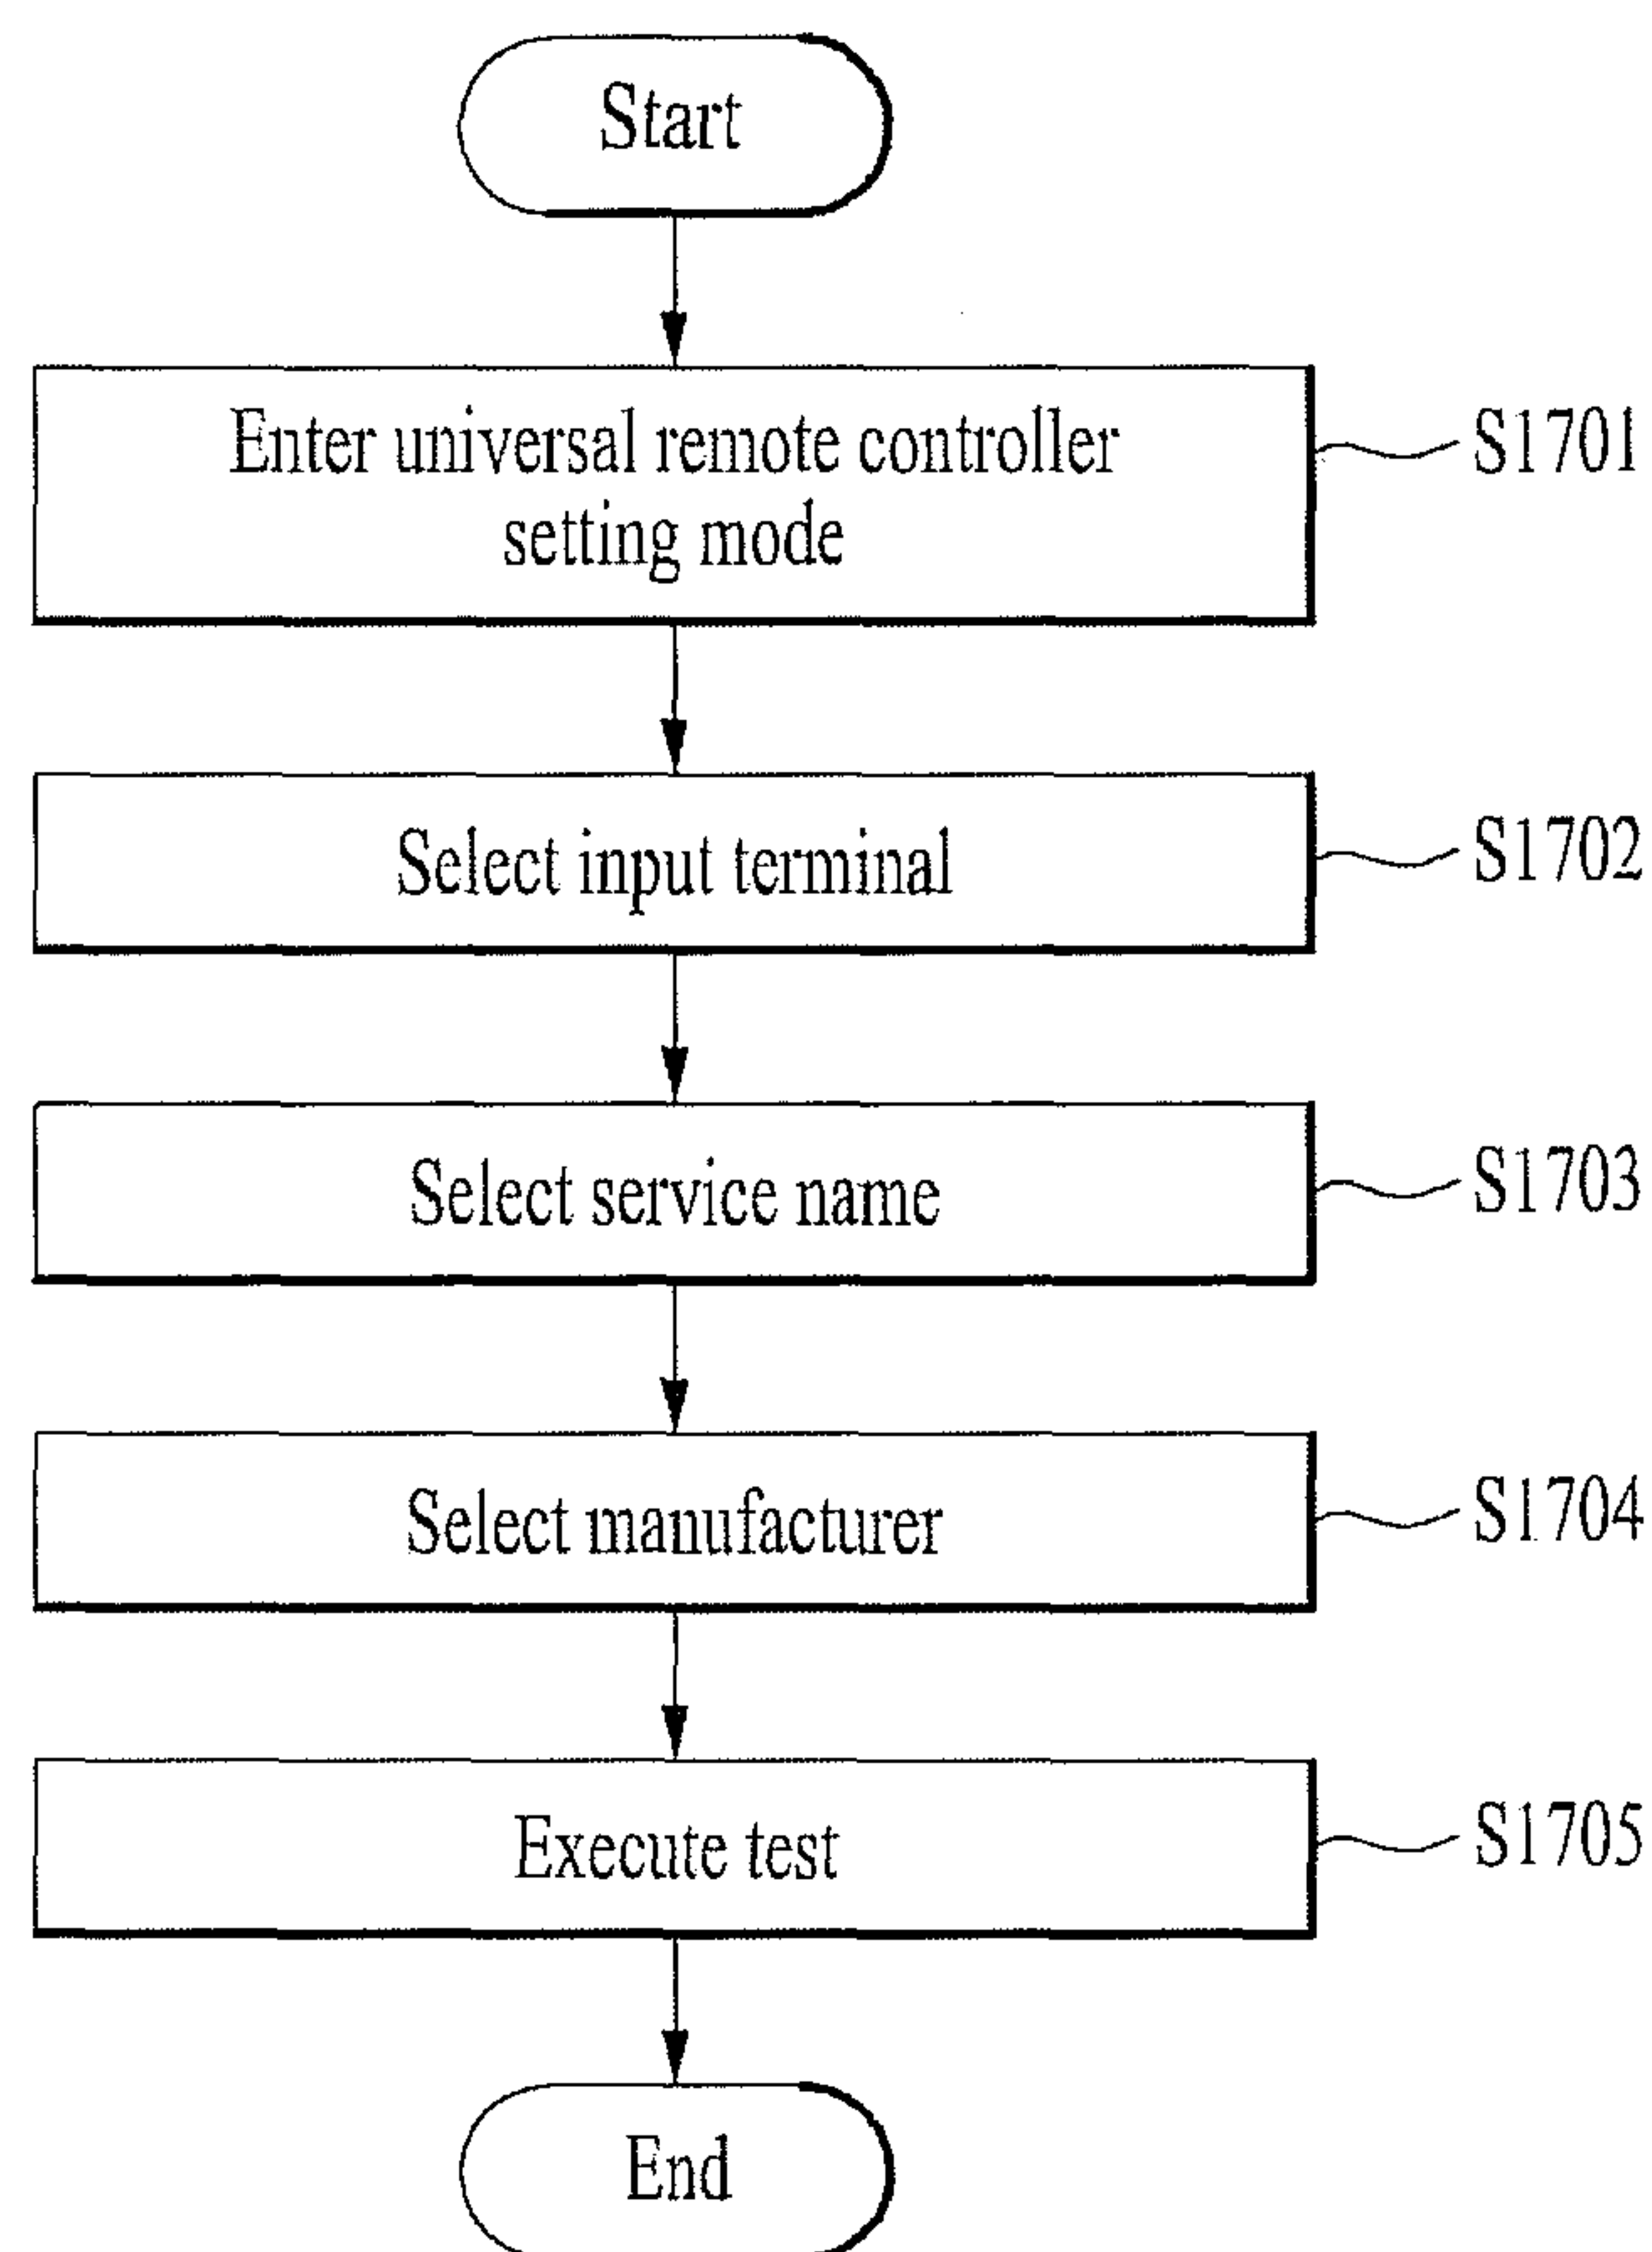 Start
Enter universal remote controller
setting mode
S1701
Select input terminal
S1702
Select service name
S1703
Select manufacturer
S1704
Execute test
S1705
End